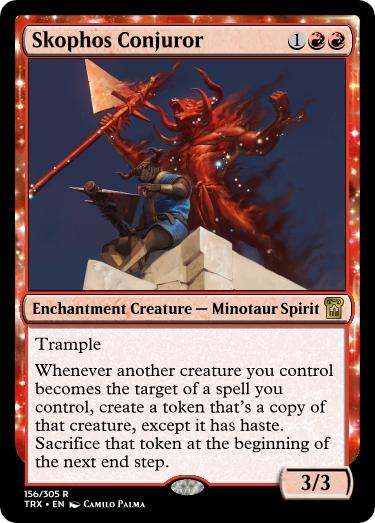 Skophos Conjuror 1
Enchantment Creature — Minotaur Spirit
Trample
Whenever another creature you control
becomes the target of a spell you
control, create a token that's a copy of
that creature, except it has haste.
Sacrifice that token at the beginning of
the next end step.
3/3
156/305 R
TRX • EN Camilo Palma